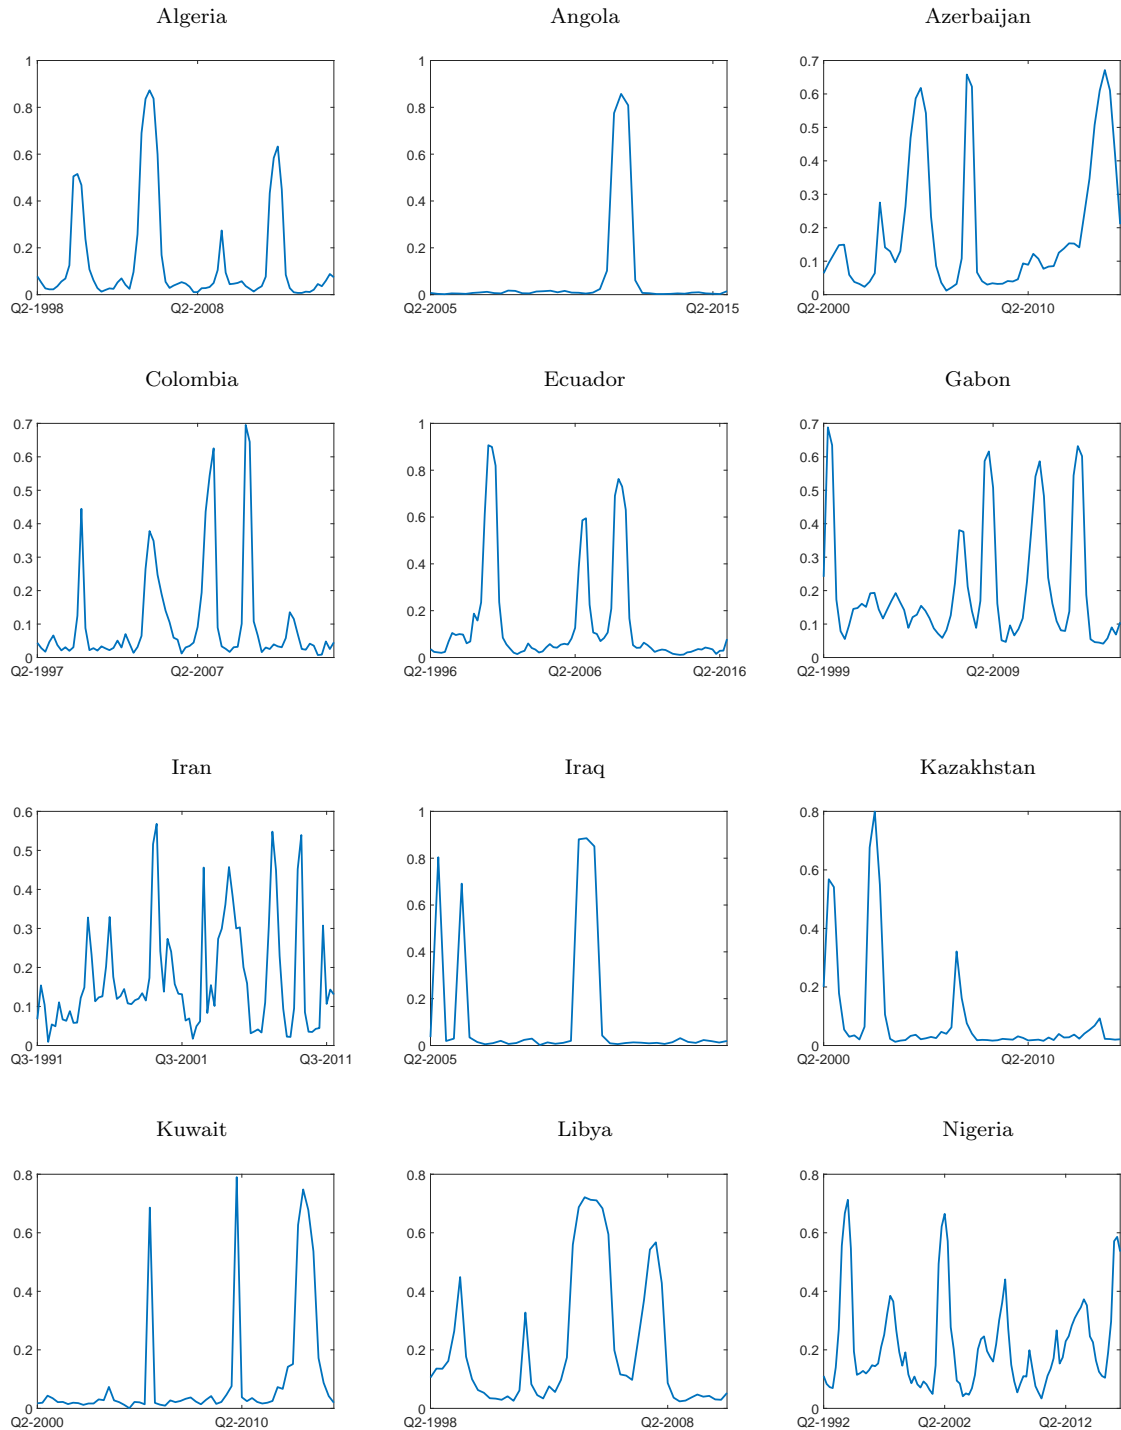 Algeria Angola Azerbaijan
1 1 0.7
0.8 0.8 0.6
0.6 0.6 0.5
0.4 0.4 0.4
0.2 0.2 0.3
0 0 0.2
0.1
0
Q2-1998 Q2-2008 Q2-2005 Q2-2015 Q2-2000 Q2-2010
Colombia Ecuador Gabon
0.7 1 0.7
0.6 0.8 0.6
0.5 0.6 0.5
0.4 0.4 0.4
0.3 0.2 0.3
0.2 0 0.2
0.1 0.1
0 0
Q2-1997 Q2-2007 Q2-1996 Q2-2006 Q2-2016 Q2-1999 Q2-2009
Iran Iraq Kazakhstan
0.6 1 0.8
0.5 0.8 0.6
0.4 0.6 0.4
0.3 0.4 0.2
0.2 0.2 0
0.1 0
0
Q3-1991 Q3-2001 Q3-2011 Q2-2005 Q2-2000 Q2-2010
Kuwait Libya Nigeria
0.8 0.8 0.8
0.6 0.6 0.6
0.4 0.4 0.4
0.2 0.2 0.2
0 0 0
Q2-2000 Q2-2010 Q2-1998 Q2-2008 Q2-1992 Q2-2002 Q2-2012